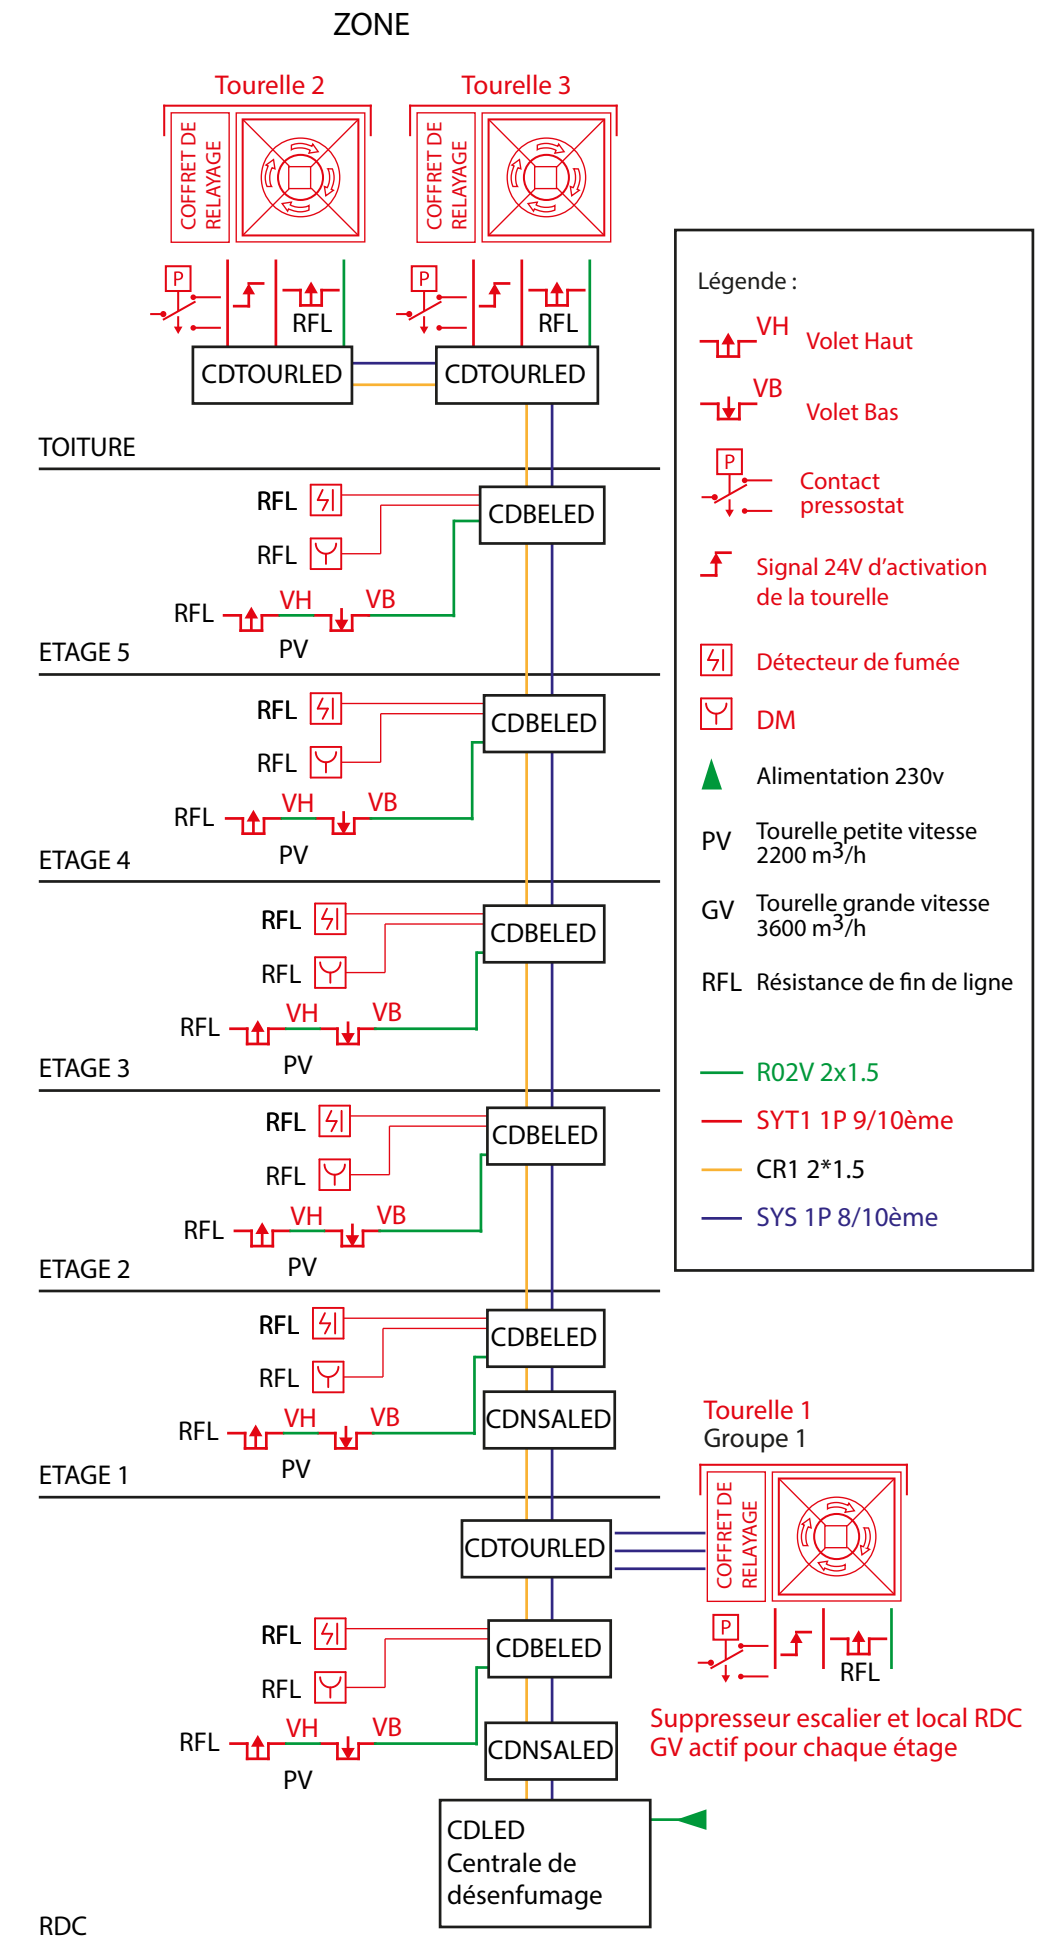 ZONE
Tourelle 2
Tourelle 3
COFFRET DE
RELAYAGE
COFFRET DE
RELAYAGE
P
RFL
P
RFL
CDTOURLED
CDTOURLED
TOITURE
RFL
CDBELED
RFL
RFL
VH
VB
PV
ETAGE 5
RFL
CDBELED
RFL
RFL
VH
VB
PV
ETAGE 4
RFL
CDBELED
RFL
RFL
VH
VB
PV
ETAGE 3
RFL
CDBELED
RFL
RFL
VH
VB
PV
ETAGE 2
RFL
CDBELED
RFL
CDNSALED
RFL
VH
VB
PV
ETAGE 1
CDTOURLED
RFL
CDBELED
RFL
RFL
VH
VB
CDNSALED
PV
CDLED
Centrale de
désenfumage
RDC
Légende :
VH
Volet Haut
VB
Volet Bas
P
Contact
pressostat
Signal 24V d'activation
de la tourelle
Détecteur de fumée
DM
Alimentation 230v
PV
Tourelle petite vitesse
2200 m3/h
GV
Tourelle grande vitesse
3600 m3/h
RFL Résistance de fin de ligne
R02V 2x1.5
SYT1 1P 9/10ème
CR1 2*1.5
SYS 1P 8/10ème
Tourelle 1
Groupe 1
COFFRET DE
RELAYAGE
P
RFL
Suppresseur escalier et local RDC
GV actif pour chaque étage